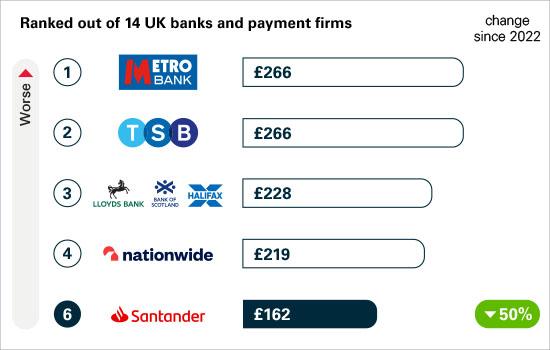 Ranked out of 14 UK banks and payment firms
change
since 2022
Worse
1
METRO
BANK
£266
2
TSB
£266
3
LLOYDS BANK
BANK OF
SCOTLAND
HALIFAX
£228
4
nationwide
£219
6
Santander
£162
50%